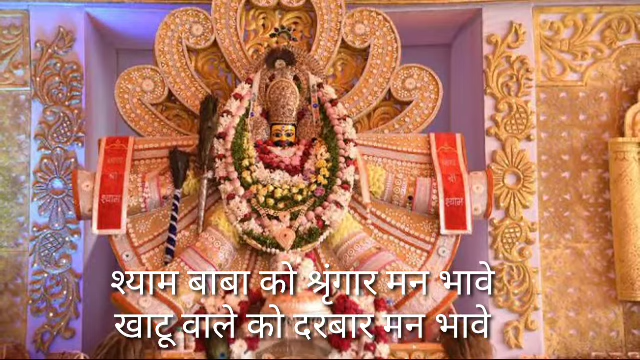 श्याम बाबा को श्रृंगार मन भावे
खाटू वाले को दरबार मन भावे
श्री
श्याम
श्री
श्याम